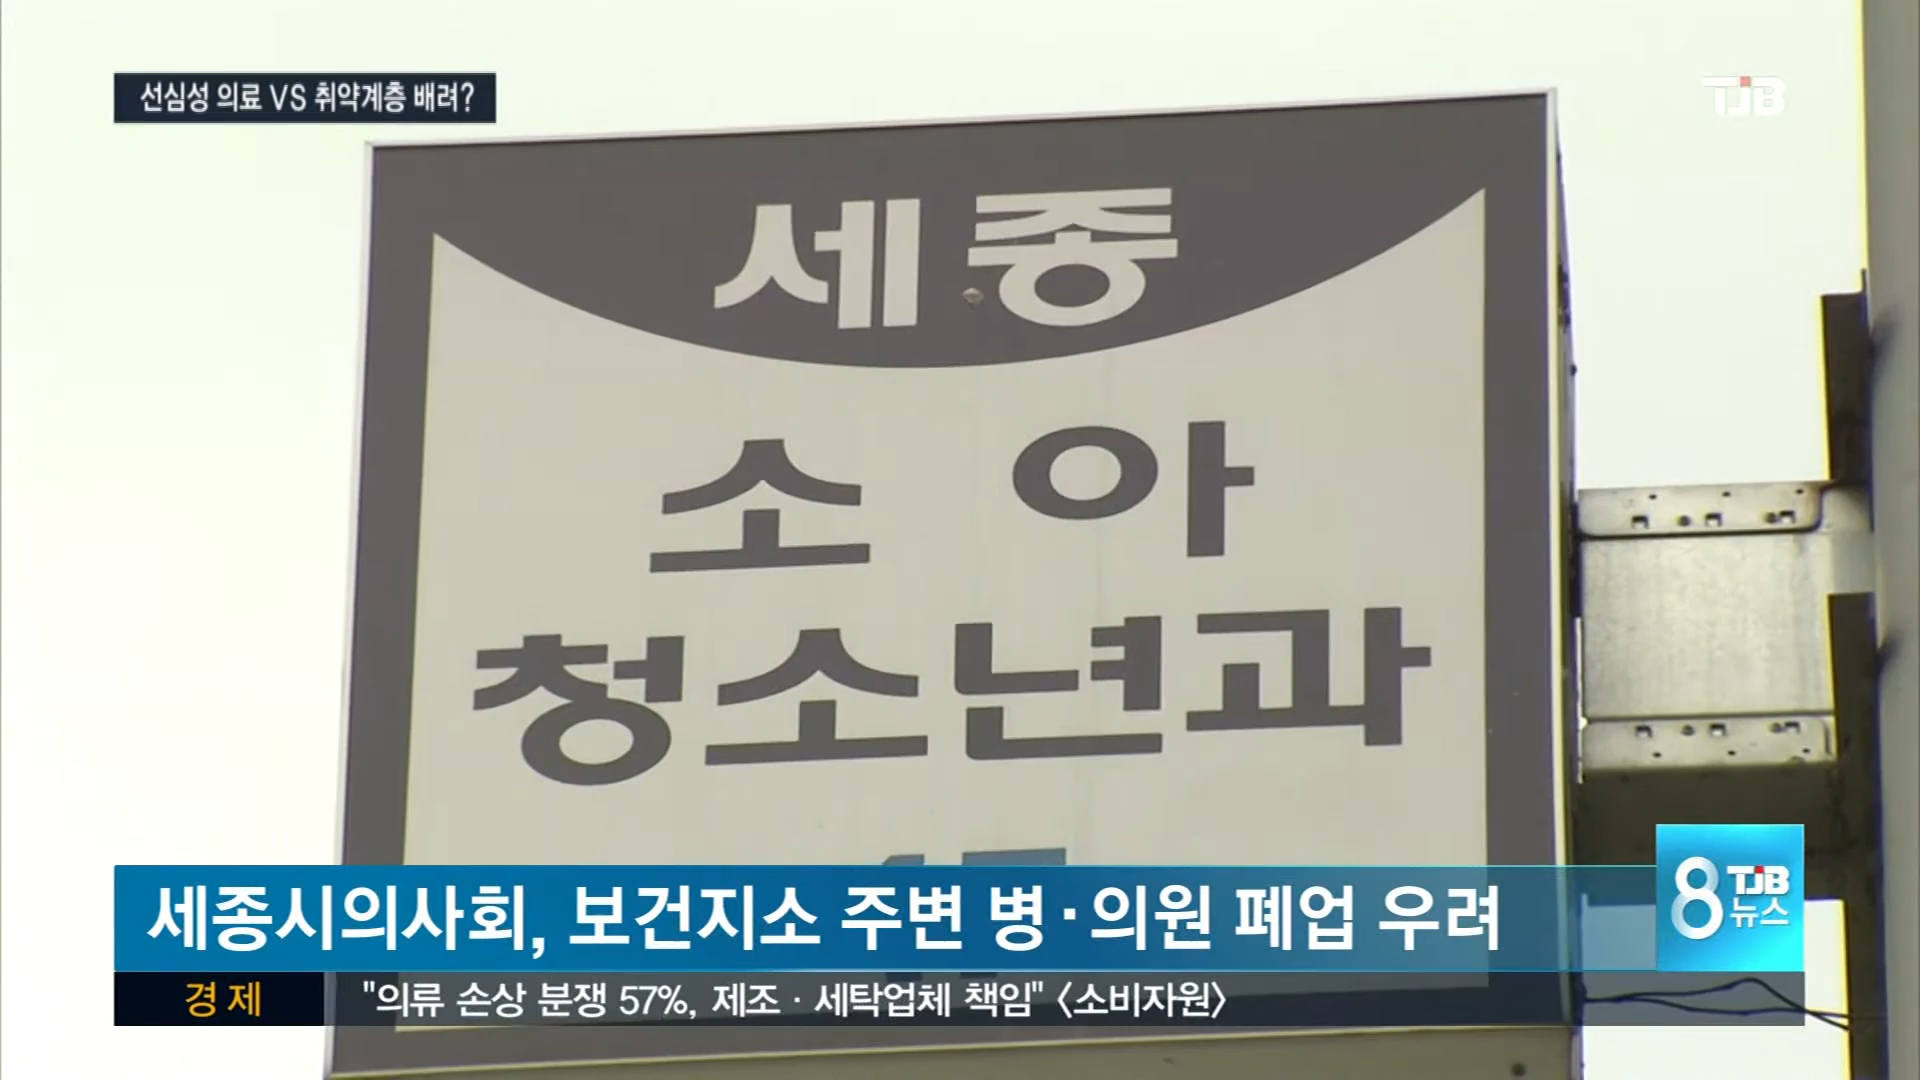 선심성 의료 VS 취약계층 배려?
TJB
세종
소아
청소년과
세종시의사회, 보건지소 주변 병·의원 폐업 우려
8 TJB 뉴스
경제
"의류 손상 분쟁 57%, 제조·세탁업체 책임" <소비자원>